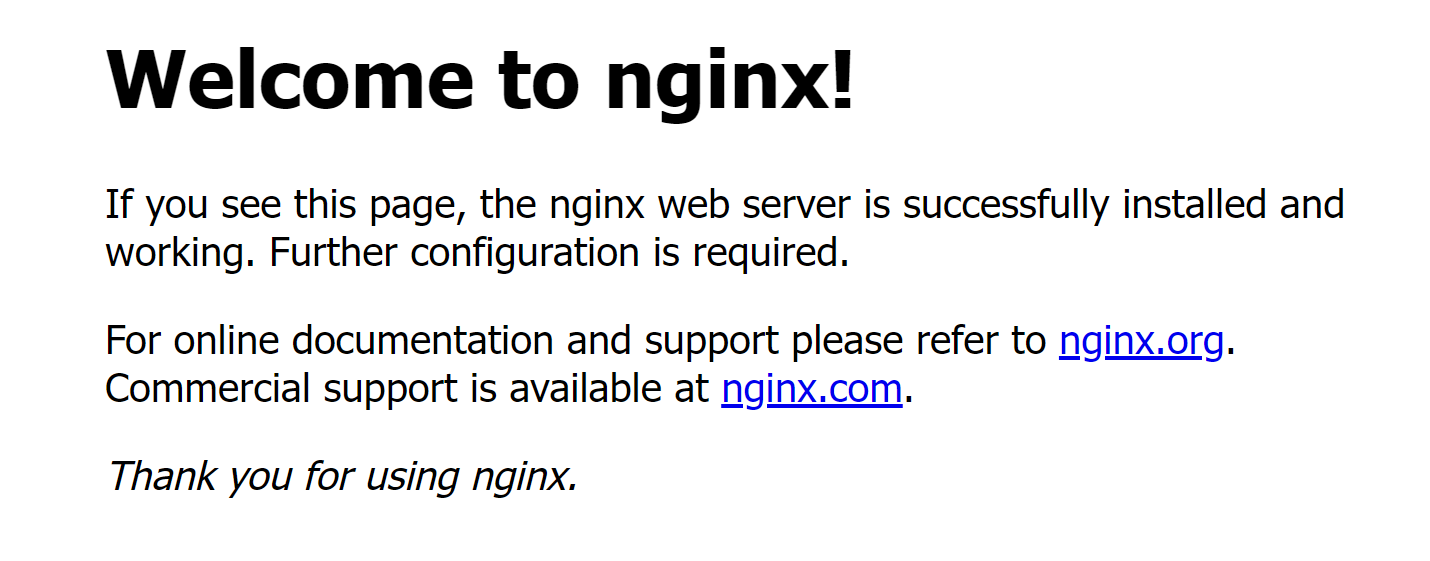 Welcome to nginx!
If you see this page, the nginx web server is successfully installed and
working. Further configuration is required.
For online documentation and support please refer to nginx.org.
Commercial support is available at nginx.com.
Thank you for using nginx.